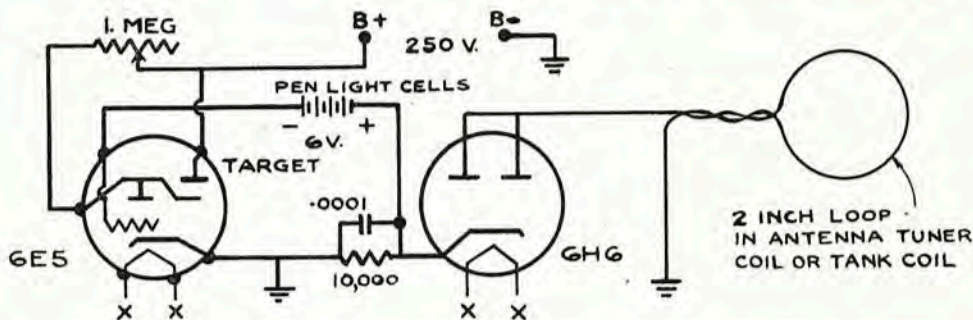 1. MEG
B+
250 V.
B-
PEN LIGHT CELLS
- +
6V.
TARGET
.0001
6E5
10,000
6H6
X X
X X
2 INCH LOOP
IN ANTENNA TUNER
COIL OR TANK COIL